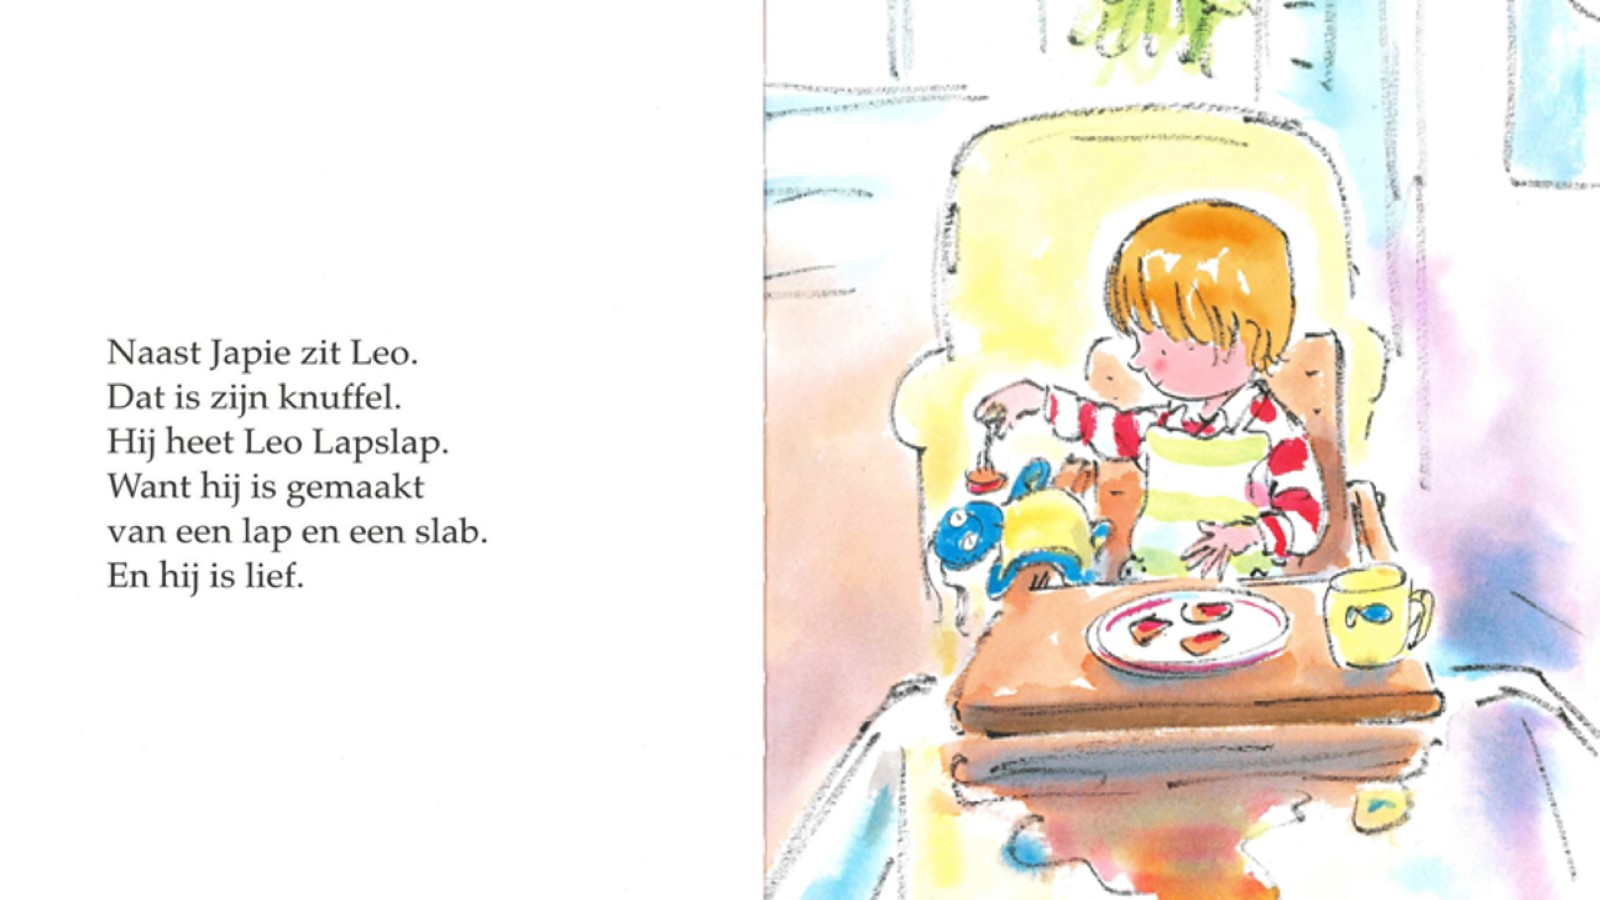 Naast Japie zit Leo.
Dat is zijn knuffel.
Hij heet Leo Lapslap.
Want hij is gemaakt
van een lap en een slab.
En hij is lief.